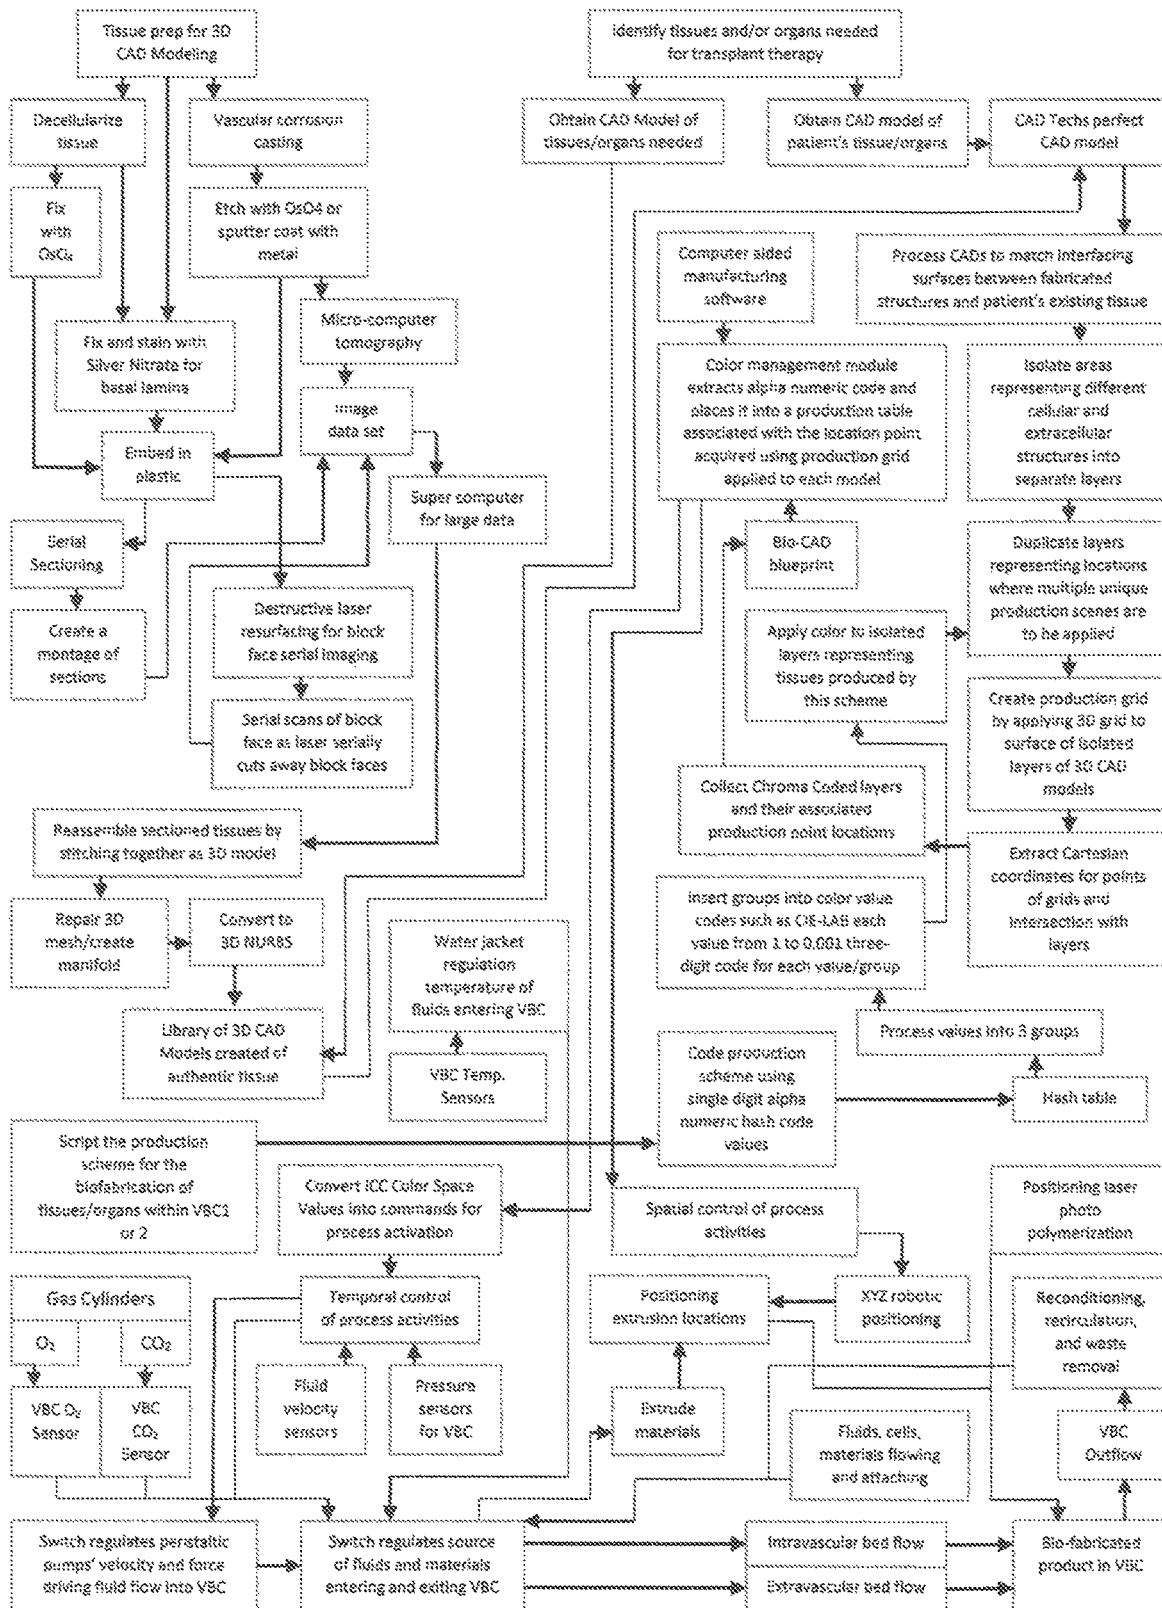 Tissue prep for 3D
CAD Modeling
Identify tissues and/or organs needed
for transplant therapy
Decellularize
tissue
Vascular corrosion
casting
Obtain CAD Model of
tissues/organs needed
Obtain CAD model of
patient's tissue/organs
CAD Techs perfect
CAD model
Fix
with
OsO₄
Etch with OsO4 or
sputter coat with
metal
Computer aided
manufacturing
software
Process CADs to match interfacing
surfaces between fabricated
structures and patient's existing tissue
Micro-computer
tomography
Fix and stain with
Silver Nitrate for
basal lamina
Color management module
extracts alpha numeric code and
places it into a production table
associated with the location point
acquired using production grid
applied to each model
Isolate areas
representing different
cellular and
extracellular
structures into
separate layers
Image
data set
Embed in
plastic
Super computer
for large data
Serial
Sectioning
Bio-CAD
blueprint
Duplicate layers
representing locations
where multiple unique
production scenes are
to be applied
Create a
montage of
sections
Destructive laser
resurfacing for block
face serial imaging
Apply color to isolated
layers representing
tissues produced by
this scheme
Serial scans of block
face as laser serially
cuts away block faces
Create production grid
by applying 3D grid to
surface of isolated
layers of 3D CAD
models
Collect Chroma Coded layers
and their associated
production point locations
Reassemble sectioned tissues by
stitching together as 3D model
Extract Cartesian
coordinates for points
of grids and
intersection with
layers
Repair 3D
mesh/create
manifold
Convert to
3D NURBS
Water jacket
regulation
temperature of
fluids entering VBC
Insert groups into color value
codes such as CIE-LAB each
value from 1 to 0.001 three-
digit code for each value/group
Library of 3D CAD
Models created of
authentic tissue
VBC Temp.
Sensors
Process values into 3 groups
Code production
scheme using
single digit alpha
numeric hash code
values
Hash table
Script the production
scheme for the
biofabrication of
tissues/organs within VBC1
or 2
Convert ICC Color Space
Values into commands for
process activation
Spatial control of process
activities
Positioning laser
photo
polymerization
Gas Cylinders
O₂
CO₂
Temporal control
of process activities
Positioning
extrusion locations
XYZ robotic
positioning
Reconditioning,
recirculation,
and waste
removal
VBC O₂
Sensor
VBC
CO₂
Sensor
Fluid
velocity
sensors
Pressure
sensors
for VBC
Extrude
materials
Fluids, cells,
materials flowing
and attaching
VBC
Outflow
Switch regulates peristaltic
pumps' velocity and force
driving fluid flow into VBC
Switch regulates source
of fluids and materials
entering and exiting VBC
Intravascular bed flow
Extravascular bed flow
Bio-fabricated
product in VBC